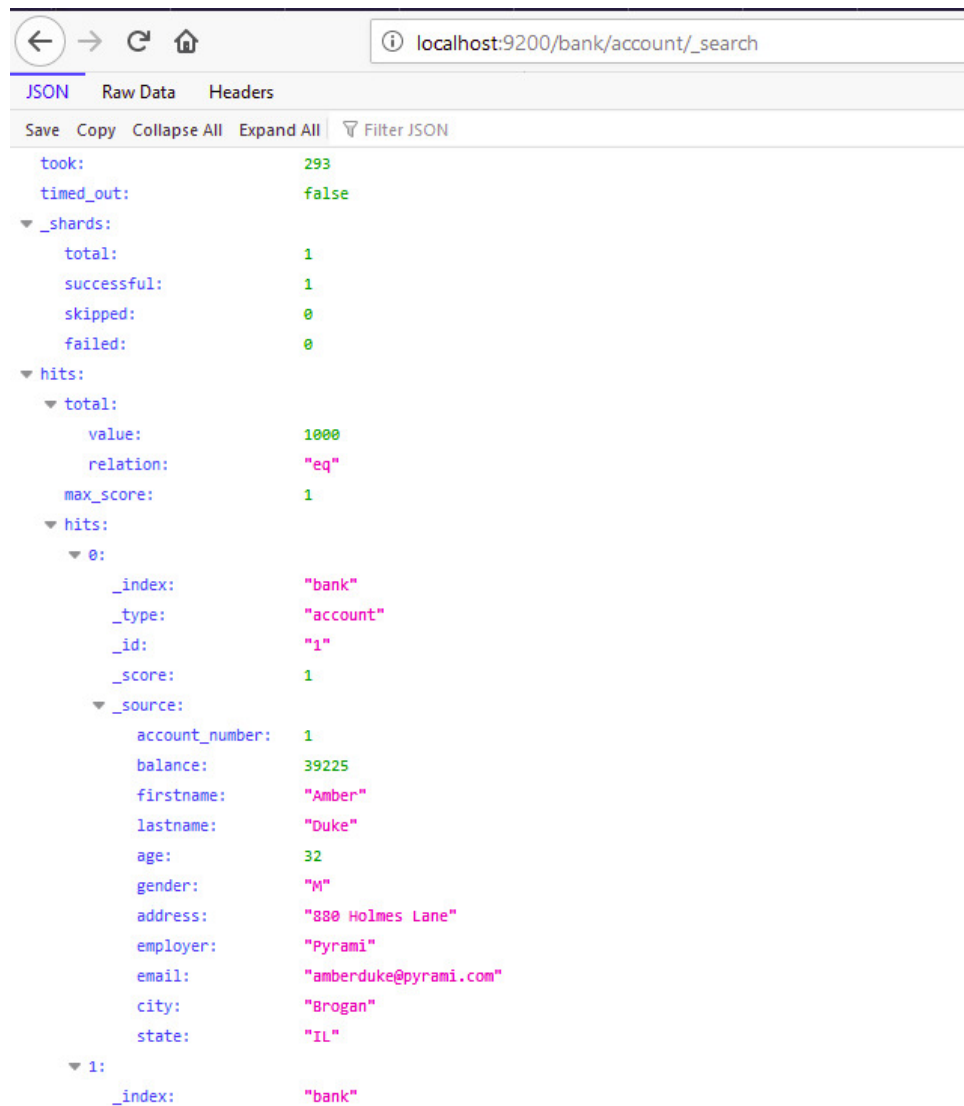 localhost:9200/bank/account/_search
JSON Raw Data Headers
Save Copy Collapse All Expand All Filter JSON
took: 293
timed_out: false
_shards:
total: 1
successful: 1
skipped: 0
failed: 0
hits:
total:
value: 1000
relation: "eq"
max_score: 1
hits:
0:
_index: "bank"
_type: "account"
_id: "1"
_score: 1
_source:
account_number: 1
balance: 39225
firstname: "Amber"
lastname: "Duke"
age: 32
gender: "M"
address: "880 Holmes Lane"
employer: "Pyrami"
email: "amberduke@pyrami.com"
city: "Brogan"
state: "IL"
1:
_index: "bank"